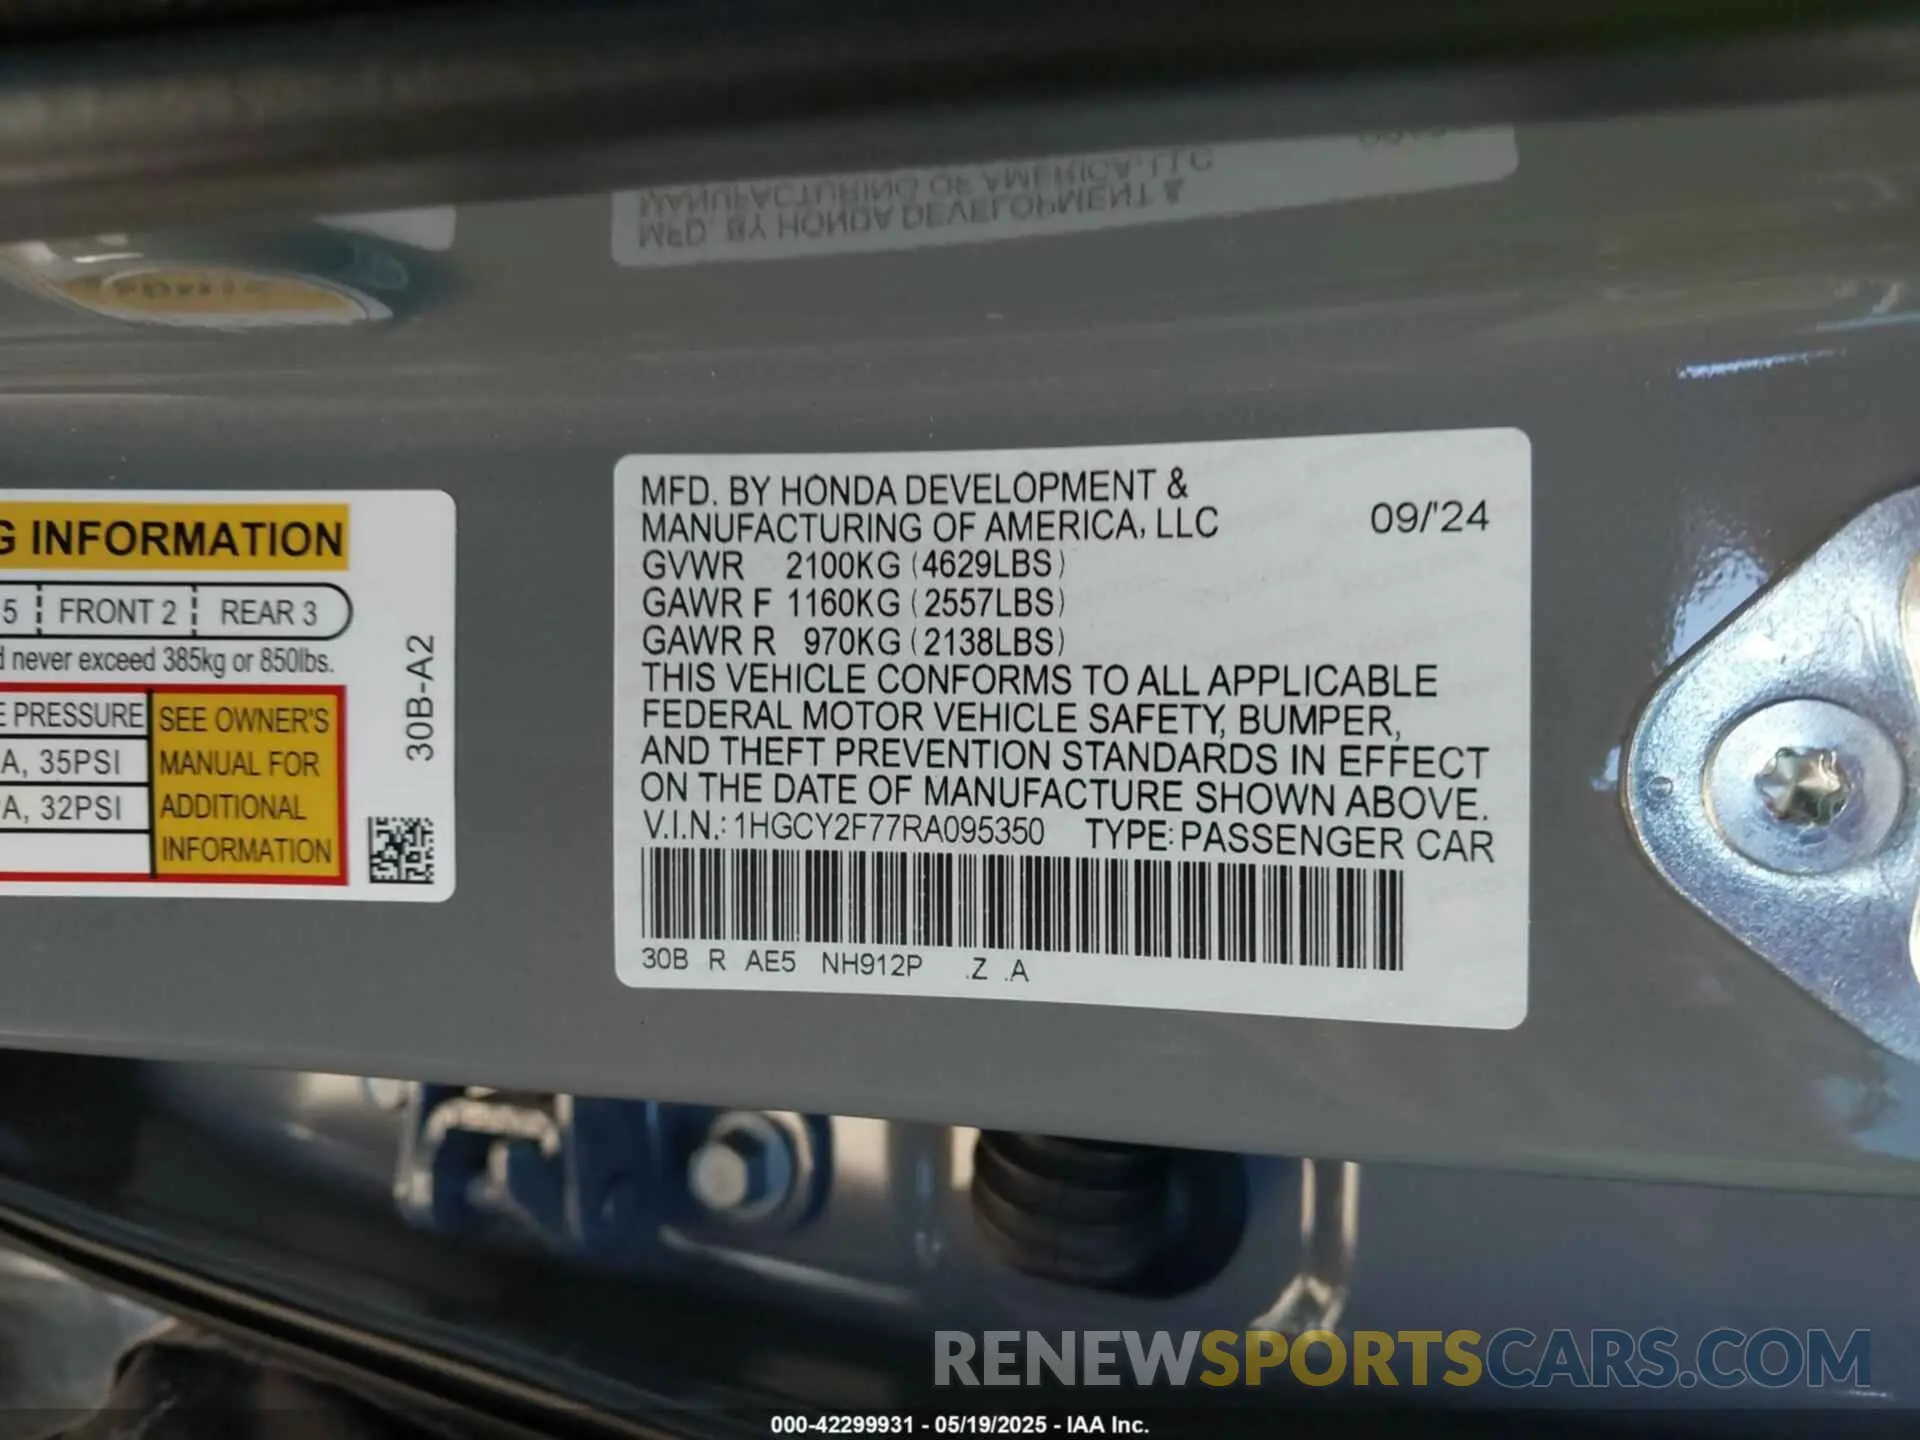 MFD. BY HONDA DEVELOPMENT &
MANUFACTURING OF AMERICA, LLC
G INFORMATION
5 FRONT 2 REAR 3
never exceed 385kg or 850lbs.
E PRESSURE
A, 35PSI
A, 32PSI
SEE OWNER'S
MANUAL FOR
ADDITIONAL
INFORMATION
30B-A2
MFD. BY HONDA DEVELOPMENT &
MANUFACTURING OF AMERICA, LLC
09/'24
GVWR 2100KG (4629LBS)
GAWR F 1160KG (2557LBS)
GAWR R 970KG (2138LBS)
THIS VEHICLE CONFORMS TO ALL APPLICABLE
FEDERAL MOTOR VEHICLE SAFETY, BUMPER,
AND THEFT PREVENTION STANDARDS IN EFFECT
ON THE DATE OF MANUFACTURE SHOWN ABOVE.
V.I.N.: 1HGCY2F77RA095350 TYPE: PASSENGER CAR
30B R AE5 NH912P .Z .A
RENEWSPORTSCARS.COM
000-42299931 - 05/19/2025 - IAA Inc.